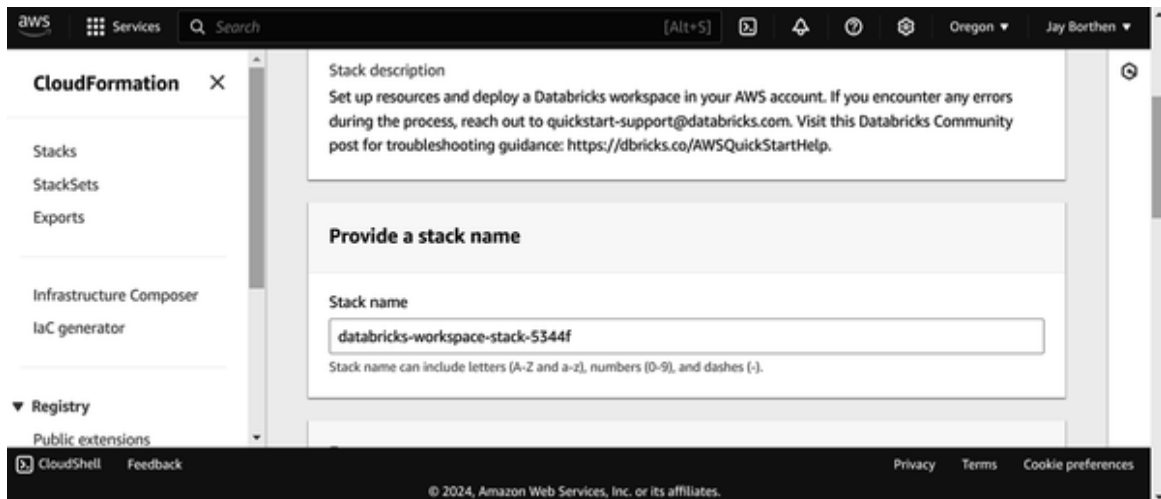 aws Services Search [Alt+S] Oregon ▼ Jay Borthen ▼
CloudFormation
Stacks
StackSets
Exports
Infrastructure Composer
IaC generator
▼ Registry
Public extensions
Stack description
Set up resources and deploy a Databricks workspace in your AWS account. If you encounter any errors
during the process, reach out to quickstart-support@databricks.com. Visit this Databricks Community
post for troubleshooting guidance: https://dbricks.co/AWSQuickStartHelp.
Provide a stack name
Stack name
databricks-workspace-stack-5344f
Stack name can include letters (A-Z and a-z), numbers (0-9), and dashes (-).
CloudShell Feedback Privacy Terms Cookie preferences
© 2024, Amazon Web Services, Inc. or its affiliates.